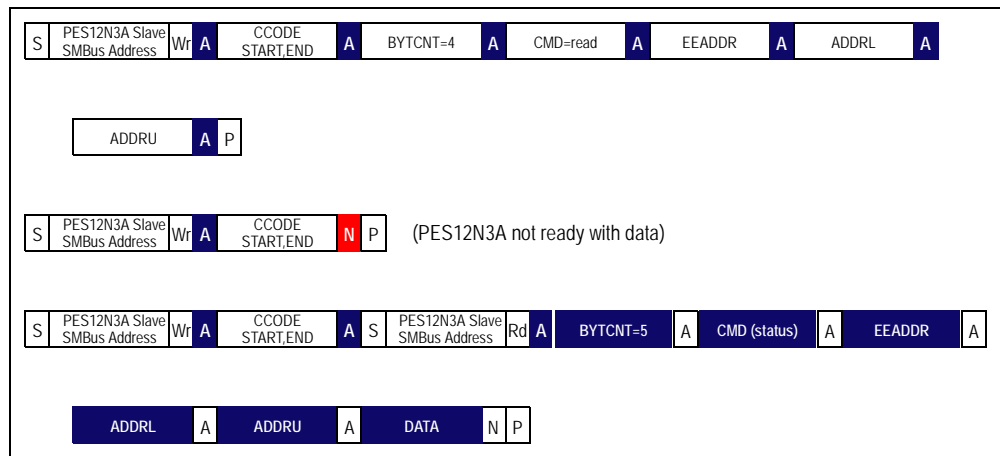 S PES12N3A Slave SMBus Address Wr A CCODE START,END A BYTCNT=4 A CMD=read A EEADDR A ADDRL A
ADDRU A P
S PES12N3A Slave SMBus Address Wr A CCODE START,END N P (PES12N3A not ready with data)
S PES12N3A Slave SMBus Address Wr A CCODE START,END A S PES12N3A Slave SMBus Address Rd A BYTCNT=5 A CMD (status) A EEADDR A
ADDRL A ADDRU A DATA N P